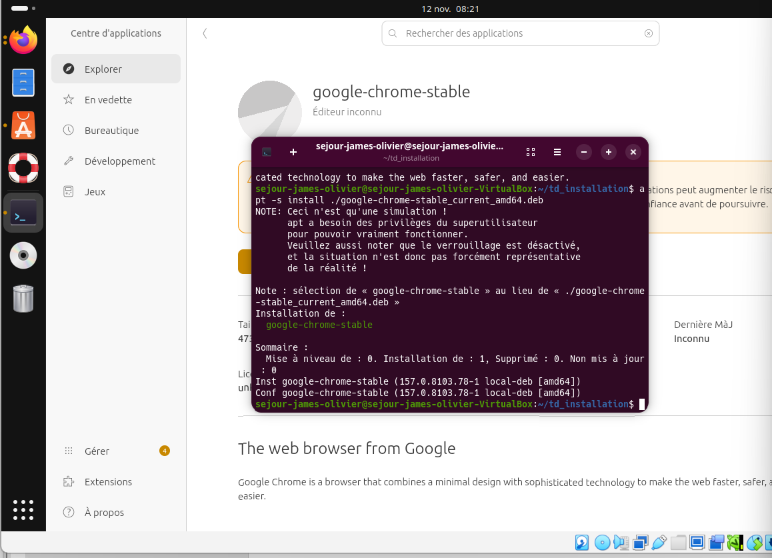 12 nov. 08:21
Centre d'applications
Rechercher des applications
Explorer
En vedette
Bureautique
Développement
Jeux
Gérer
4
Extensions
À propos
google-chrome-stable
Éditeur inconnu
ations peut augmenter le ris
nfiance avant de poursuivre.
Tai
473
Dernière MàJ
Inconnu
Lice
unk
sejour-james-olivier@sejour-james-olivie...
~/td_installation
cated technology to make the web faster, safer, and easier.
sejour-james-olivier@sejour-james-olivier-VirtualBox:~/td_installation$ a
pt -s install ./google-chrome-stable_current_amd64.deb
NOTE: Ceci n'est qu'une simulation !
apt a besoin des privilèges du superutilisateur
pour pouvoir vraiment fonctionner.
Veuillez aussi noter que le verrouillage est désactivé,
et la situation n'est donc pas forcément représentative
de la réalité !
Note : sélection de « google-chrome-stable » au lieu de « ./google-chrome
-stable_current_amd64.deb »
Installation de :
google-chrome-stable
Sommaire :
Mise à niveau de : 0. Installation de : 1, Supprimé : 0. Non mis à jour
: 0
Inst google-chrome-stable (157.0.8103.78-1 local-deb [amd64])
Conf google-chrome-stable (157.0.8103.78-1 local-deb [amd64])
sejour-james-olivier@sejour-james-olivier-VirtualBox:~/td_installation$
The web browser from Google
Google Chrome is a browser that combines a minimal design with sophisticated technology to make the web faster, safer, a
easier.